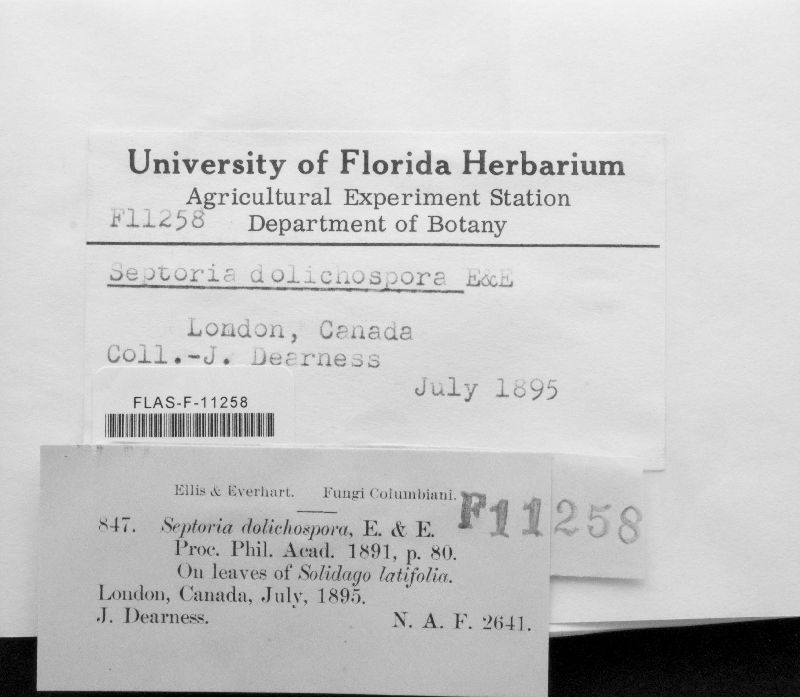 University of Florida Herbarium
Agricultural Experiment Station
F11258 Department of Botany
Septoria dolichospora E&E
London, Canada
Coll.-J. Dearness
July 1895
FLAS-F-11258
Ellis & Everhart. Fungi Columbiani.
F11258
847. Septoria dolichospora, E. & E.
Proc. Phil. Acad. 1891, p. 80.
On leaves of Solidago latifolia.
London, Canada, July, 1895.
J. Dearness. N. A. F. 2641.